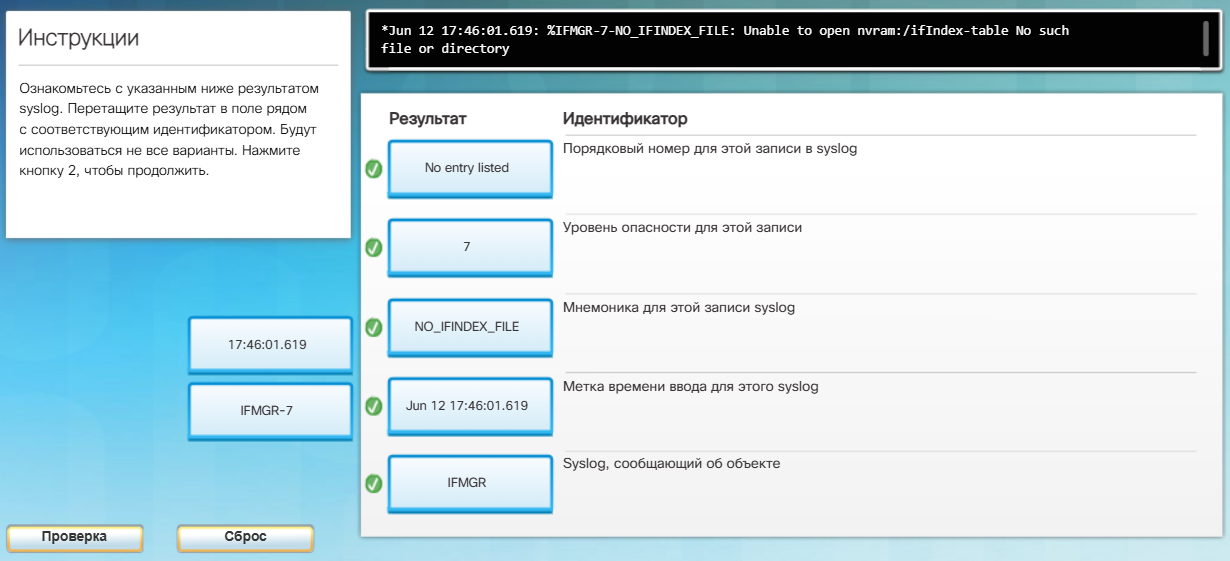 Инструкции
Ознакомьтесь с указанным ниже результатом
syslog. Перетащите результат в поле рядом
с соответствующим идентификатором. Будут
использоваться не все варианты. Нажмите
кнопку 2, чтобы продолжить.
*Jun 12 17:46:01.619: %IFMGR-7-NO_IFINDEX_FILE: Unable to open nvram:/ifIndex-table No such
file or directory
Результат Идентификатор
No entry listed Порядковый номер для этой записи в syslog
7 Уровень опасности для этой записи
NO_IFINDEX_FILE Мнемоника для этой записи syslog
Jun 12 17:46:01.619 Метка времени ввода для этого syslog
IFMGR Syslog, сообщающий об объекте
17:46:01.619
IFMGR-7
Проверка Сброс